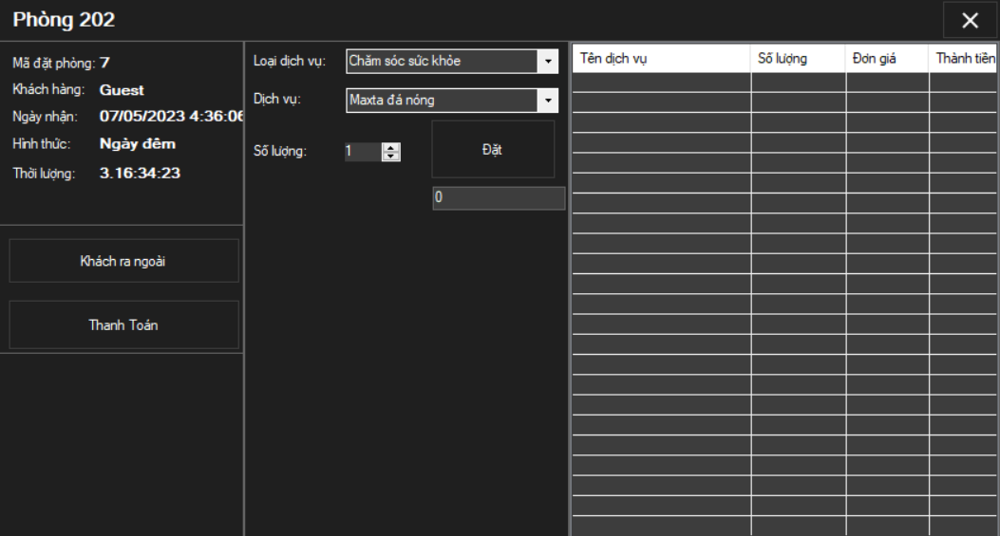 Phòng 202
Mã đặt phòng: 7
Khách hàng: Guest
Ngày nhận: 07/05/2023 4:36:06
Hình thức: Ngày đêm
Thời lượng: 3.16:34:23
Khách ra ngoài
Thanh Toán
Loại dịch vụ: Chăm sóc sức khỏe
Dịch vụ: Maxta đá nóng
Số lượng: 1
Đặt
0
Tên dịch vụ Số lượng Đơn giá Thành tiền